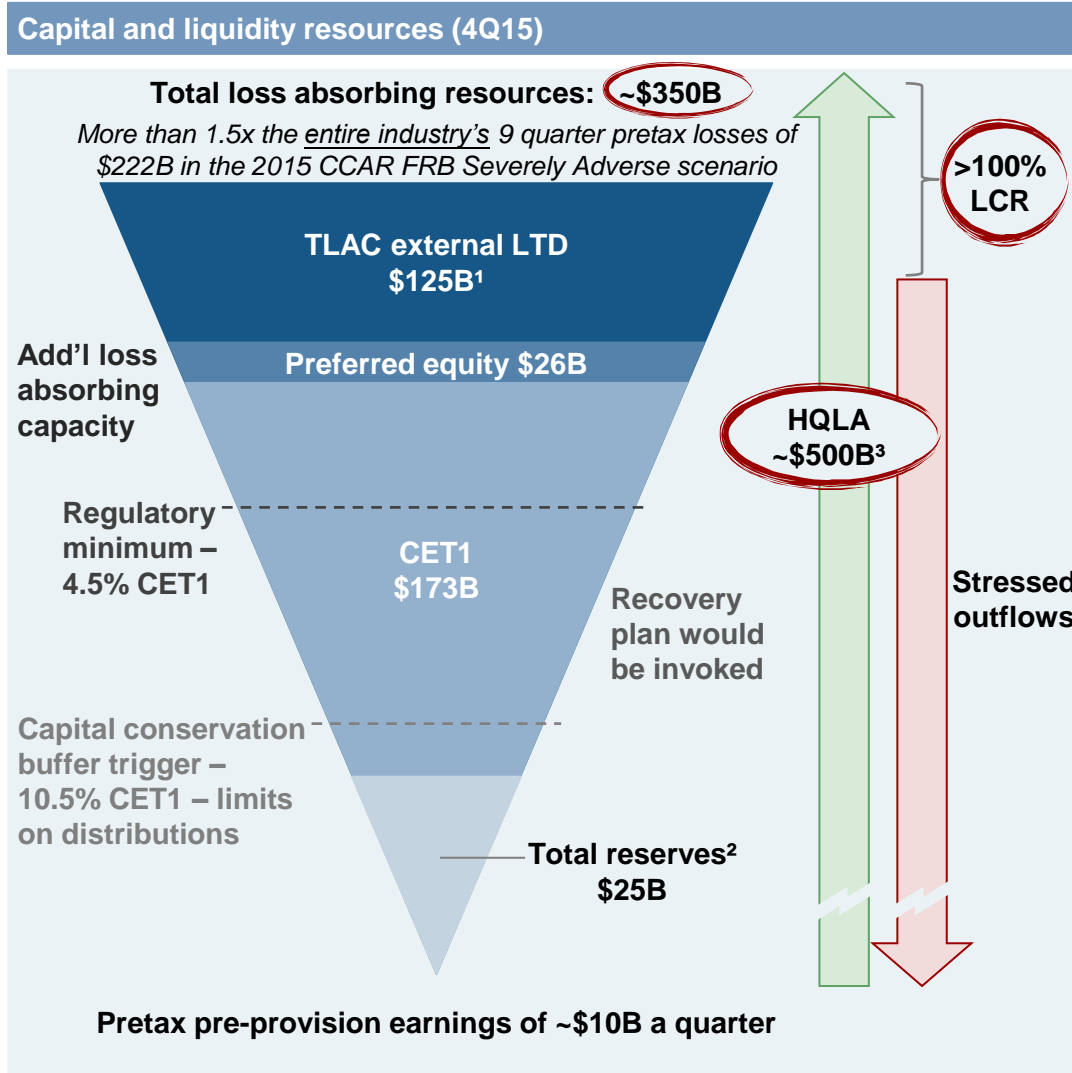 Capital and liquidity resources (4Q15)
Total loss absorbing resources: ~$350B
More than 1.5x the entire industry's 9 quarter pretax losses of
$222B in the 2015 CCAR FRB Severely Adverse scenario
>100%
LCR
TLAC external LTD
$125B¹
Add'l loss
absorbing
capacity
Preferred equity $26B
HQLA
~$500B³
Regulatory
minimum –
4.5% CET1
CET1
$173B
Recovery
plan would
be invoked
Stressed
outflows
Capital conservation
buffer trigger –
10.5% CET1 – limits
on distributions
Total reserves²
$25B
Pretax pre-provision earnings of ~$10B a quarter